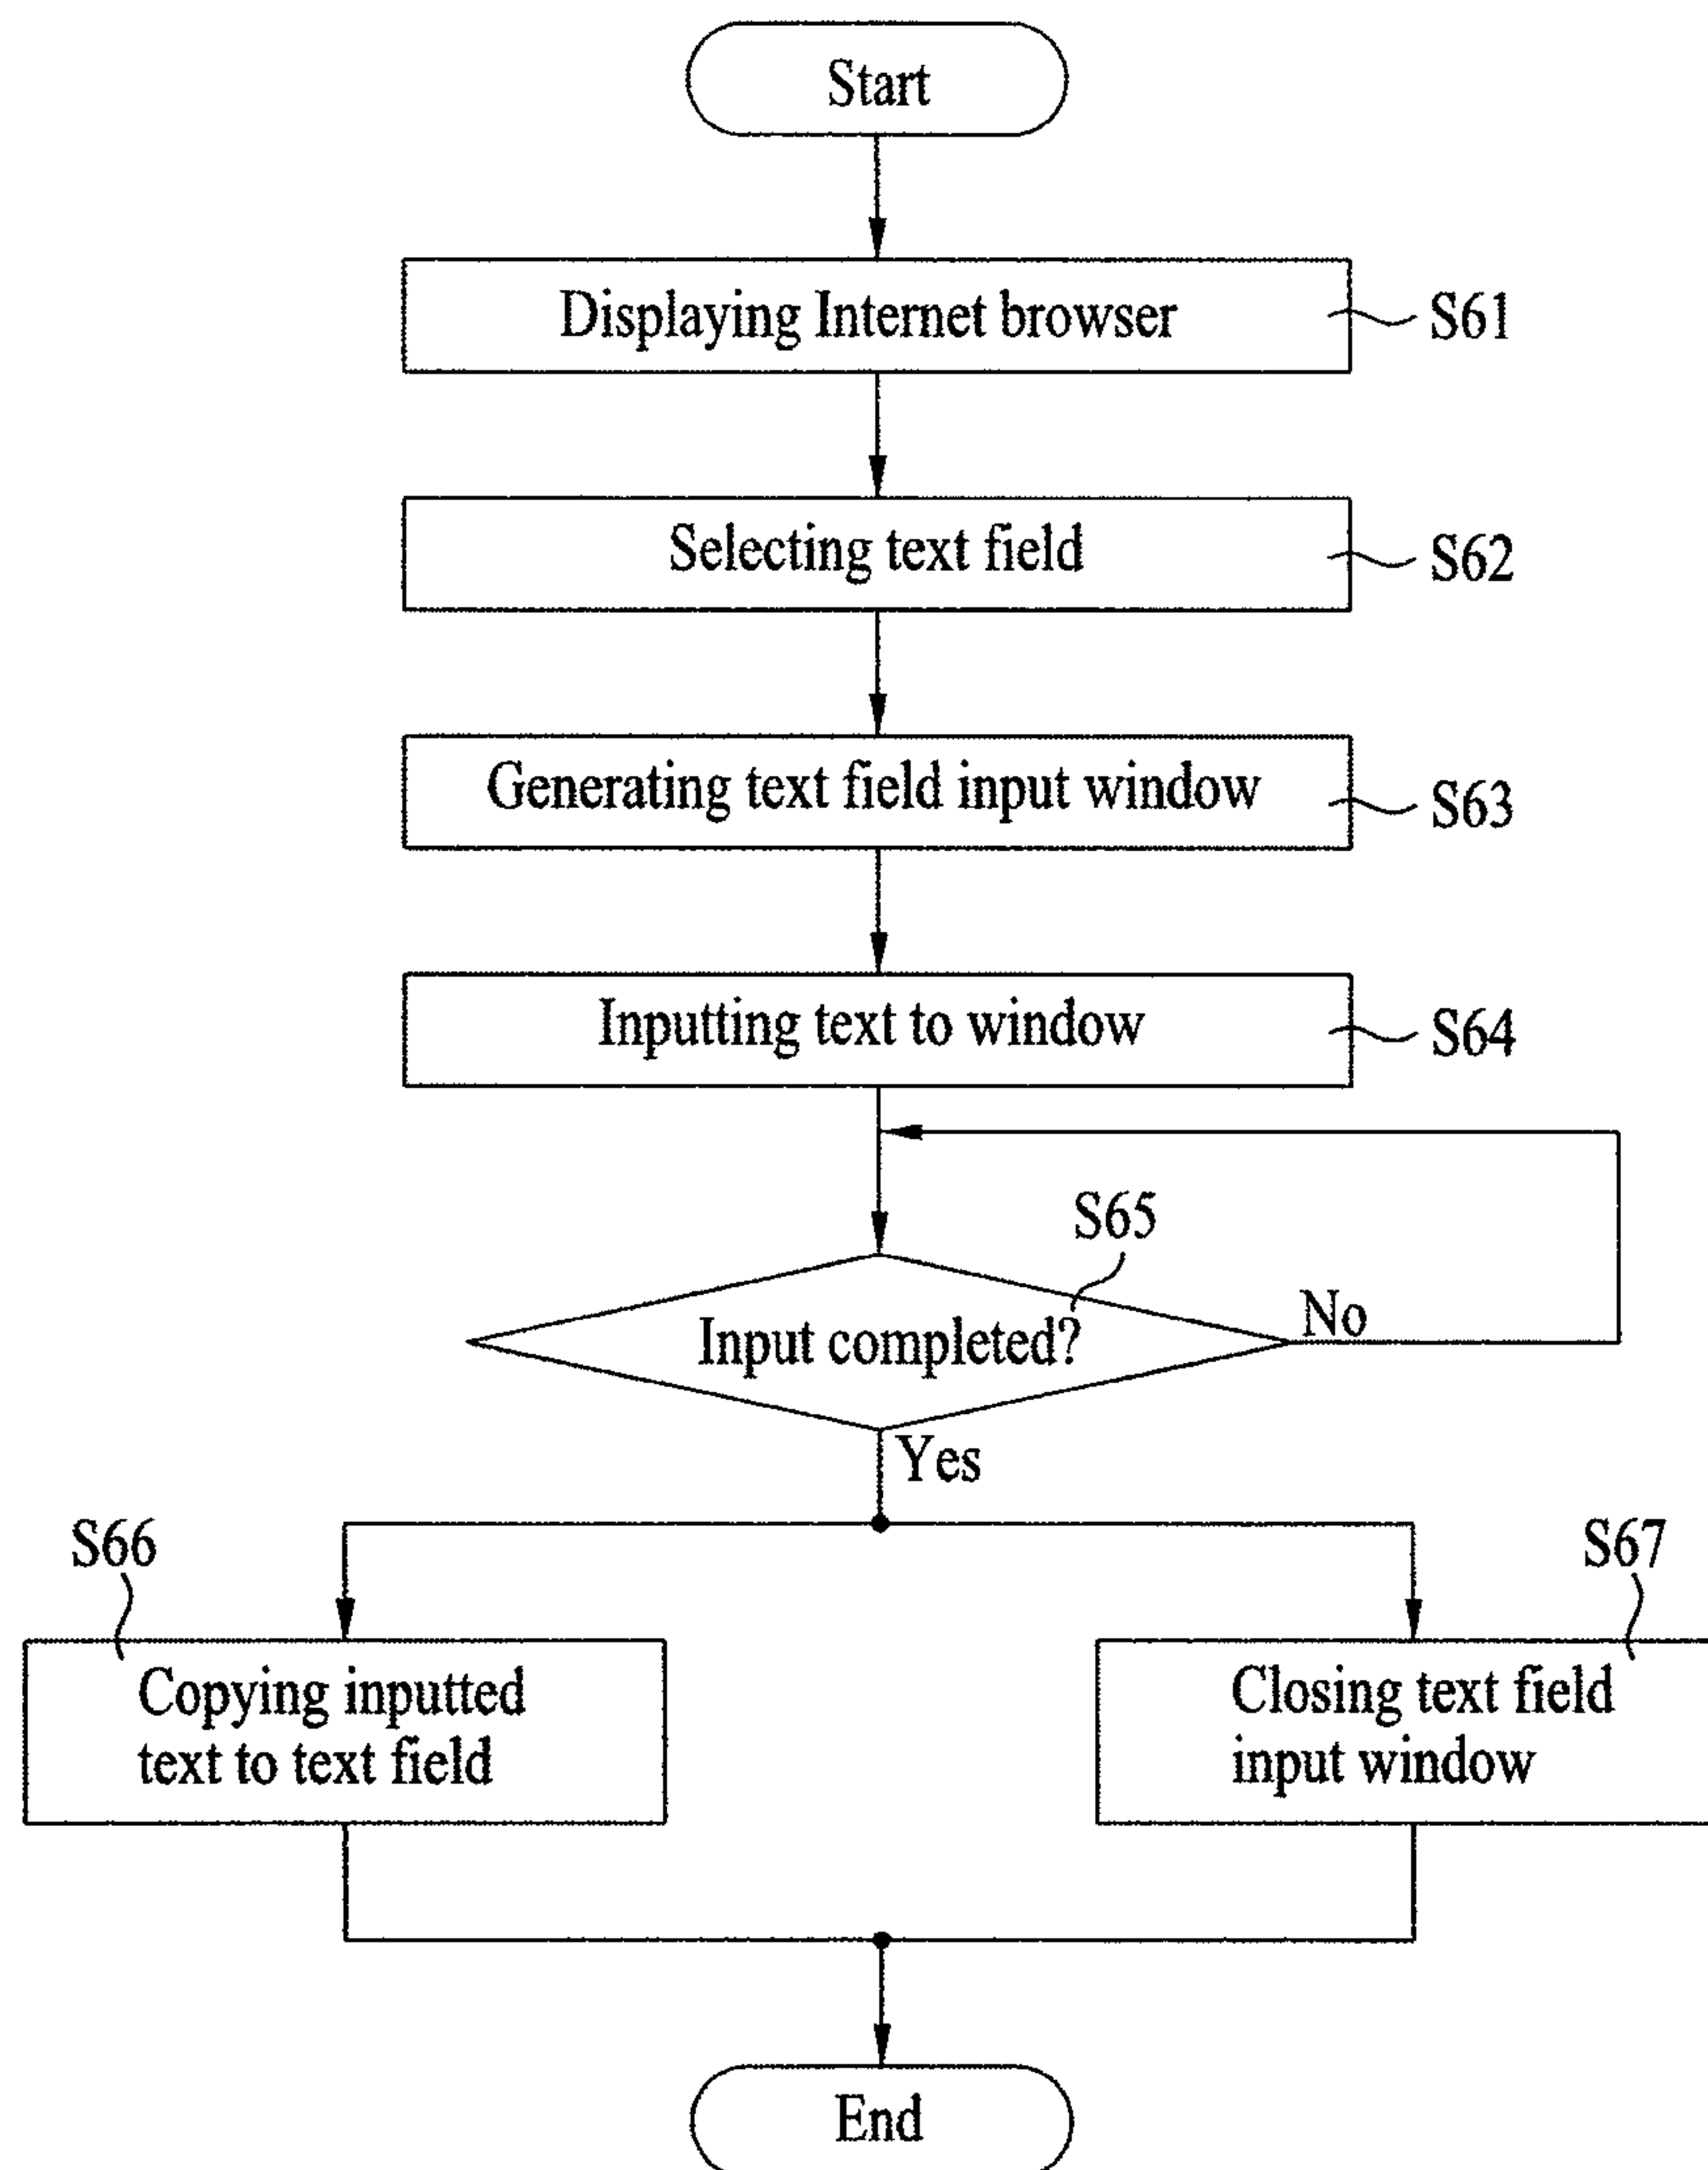 Start
Displaying Internet browser
S61
Selecting text field
S62
Generating text field input window
S63
Inputting text to window
S64
S65
Input completed?
No
Yes
S66
Copying inputted
text to text field
S67
Closing text field
input window
End